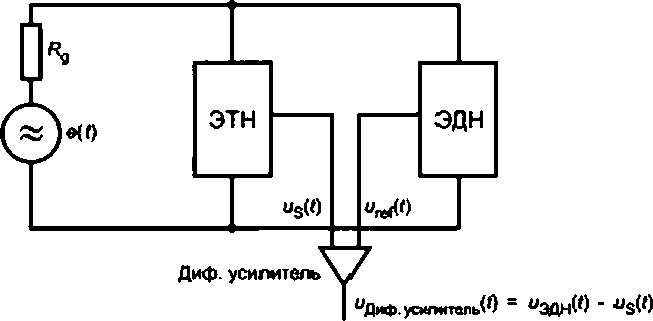 R_g
e(t)
ЭТН
ЭДН
u_S(t)
u_ref(t)
Диф. усилитель
u_Диф. усилитель(t) = u_ЭДН(t) - u_S(t)